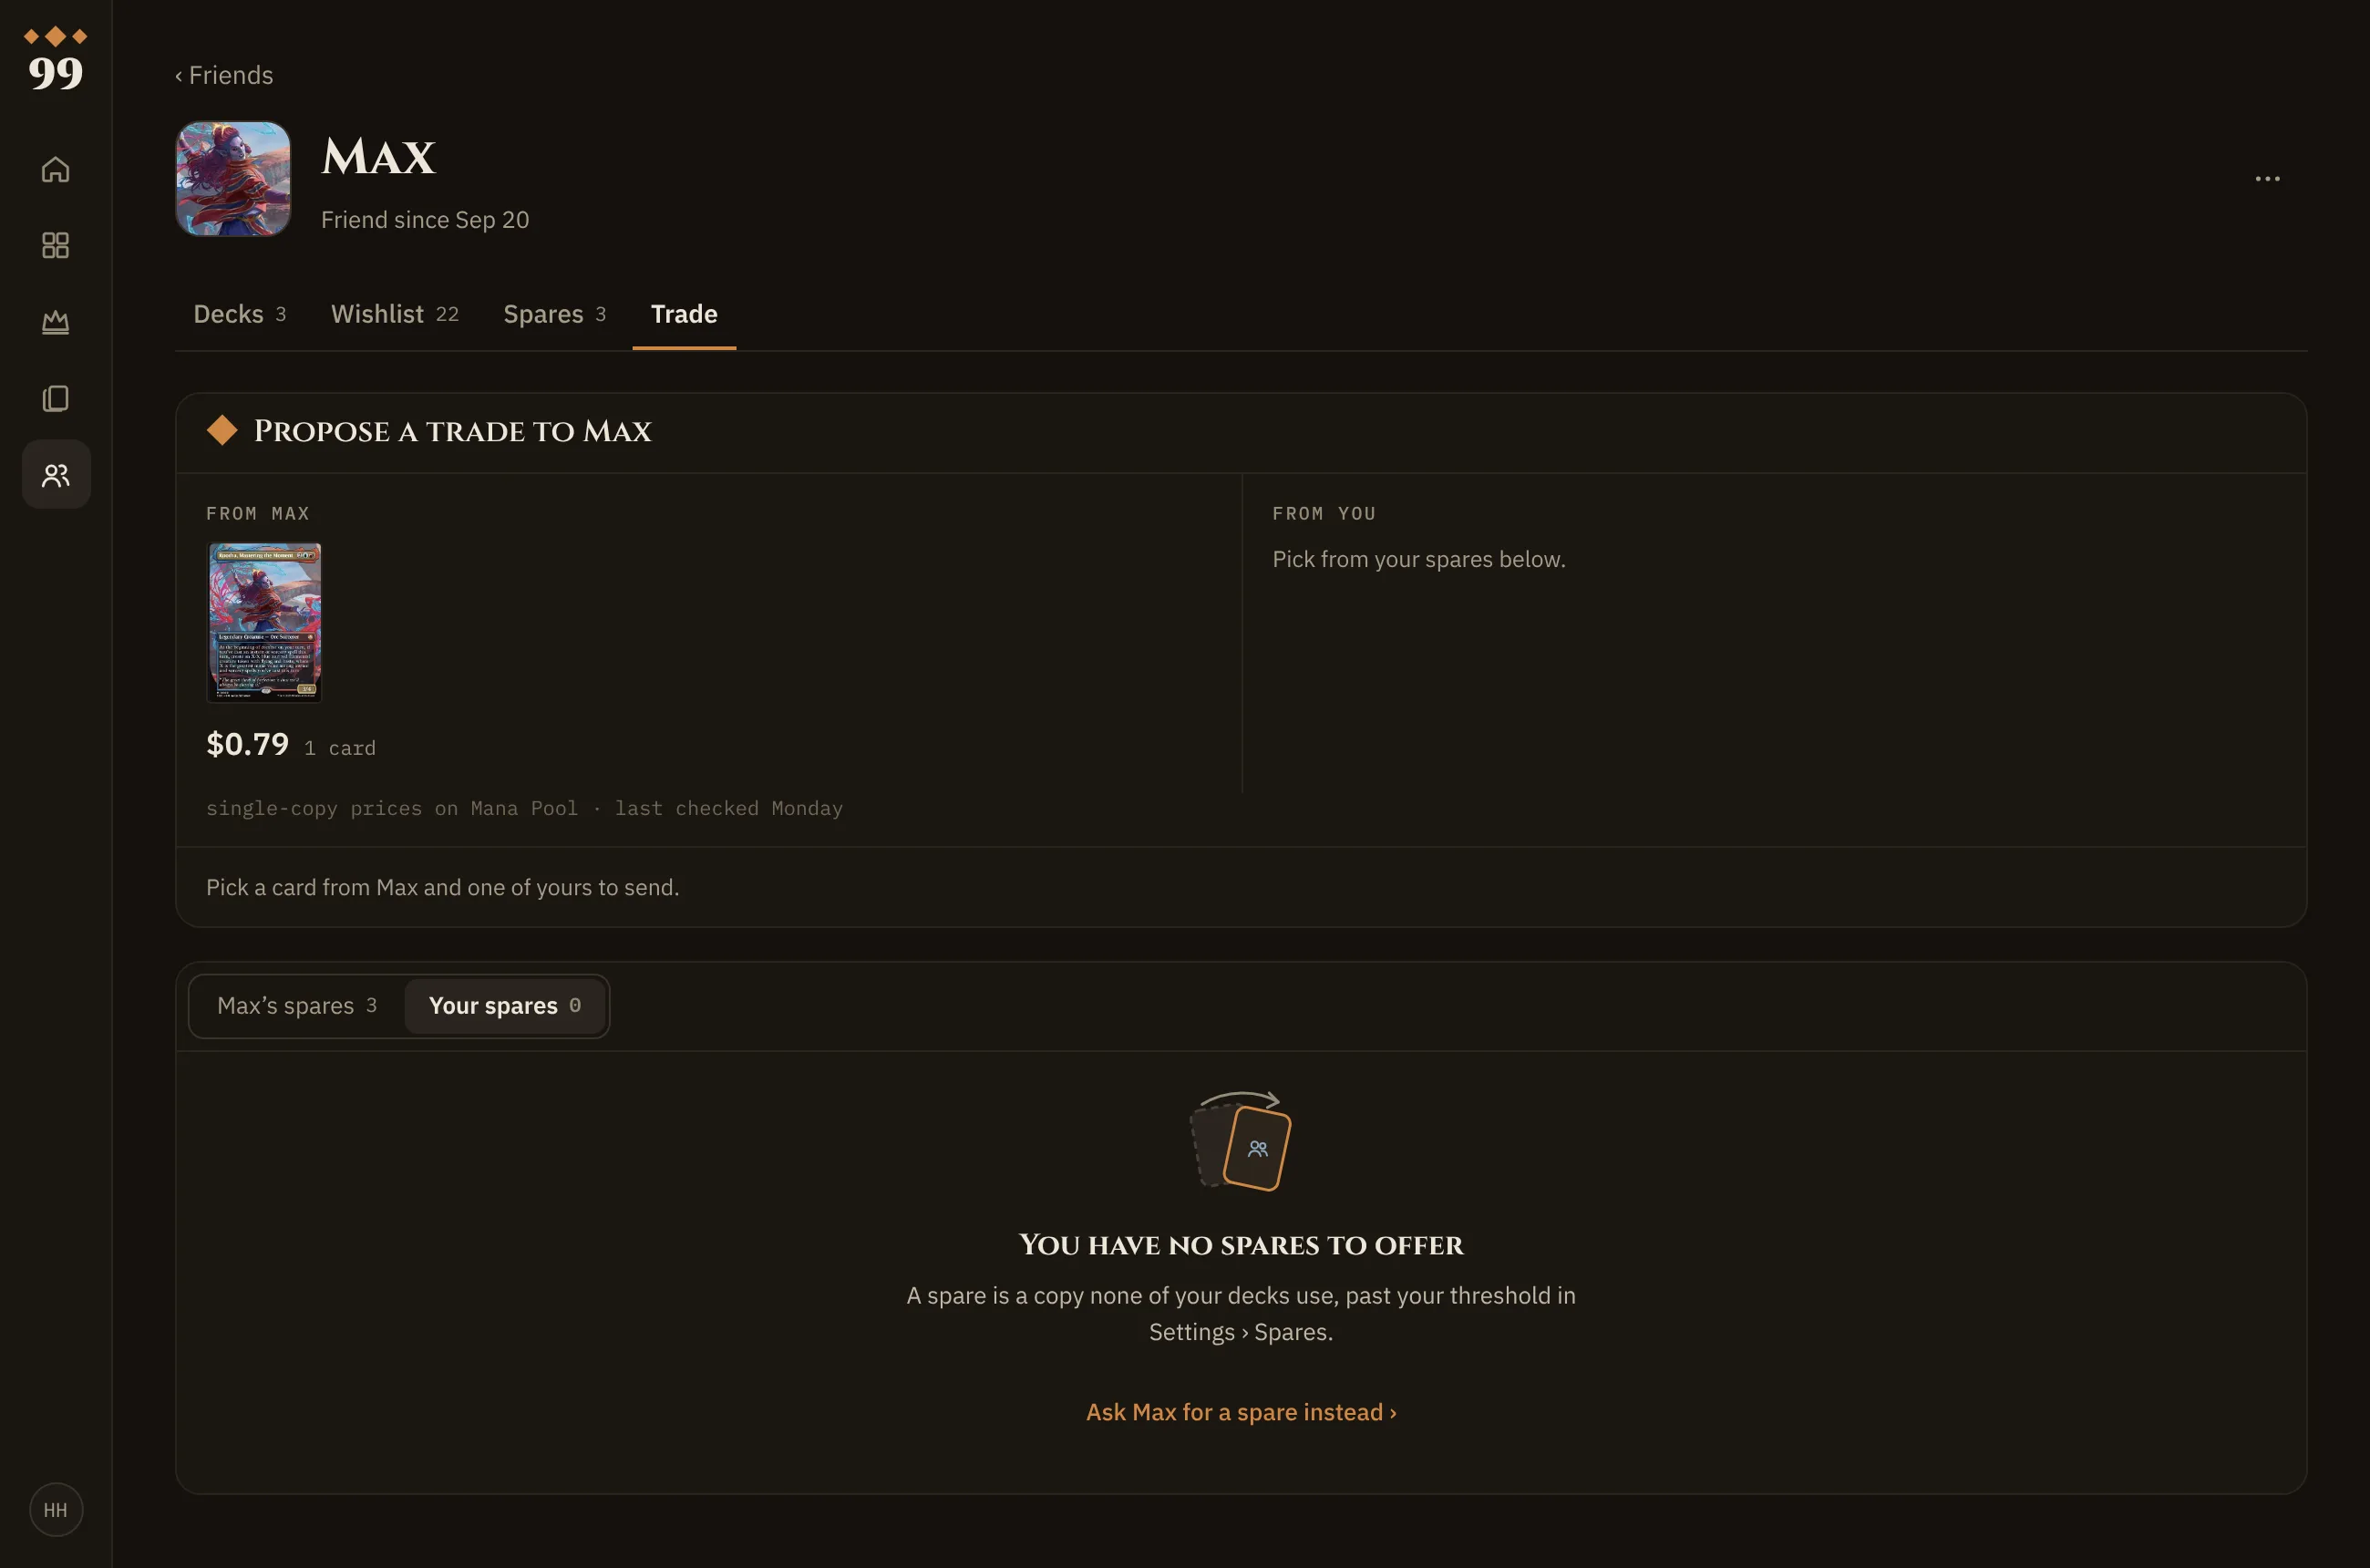 99
‹ Friends
Max
Friend since Sep 20
Decks 3 Wishlist 22 Spares 3 Trade
Propose a trade to Max
FROM MAX
FROM YOU
Pick from your spares below.
Legendary Creature — Orc Sorcerer
$0.79 1 card
single-copy prices on Mana Pool · last checked Monday
Pick a card from Max and one of yours to send.
Max’s spares 3 Your spares 0
You have no spares to offer
A spare is a copy none of your decks use, past your threshold in
Settings › Spares.
Ask Max for a spare instead ›
HH